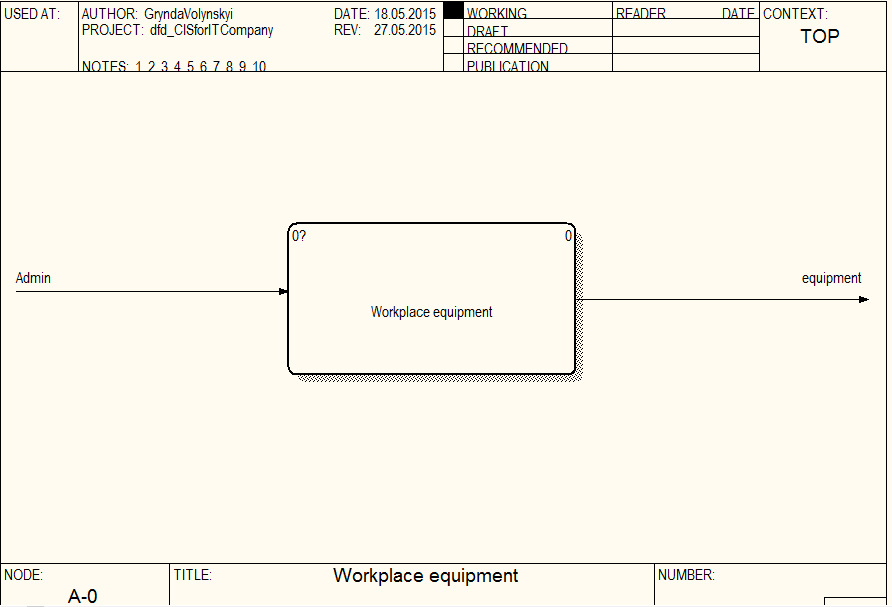 USED AT:
AUTHOR: GryndaVolynskyi
DATE: 18.05.2015
PROJECT: dfd_CISforITCompany
REV: 27.05.2015
NOTES: 1 2 3 4 5 6 7 8 9 10
WORKING
DRAFT
RECOMMENDED
PUBLICATION
READER
DATE
CONTEXT:
TOP
0?
0
Admin
equipment
Workplace equipment
NODE:
A-0
TITLE:
Workplace equipment
NUMBER: